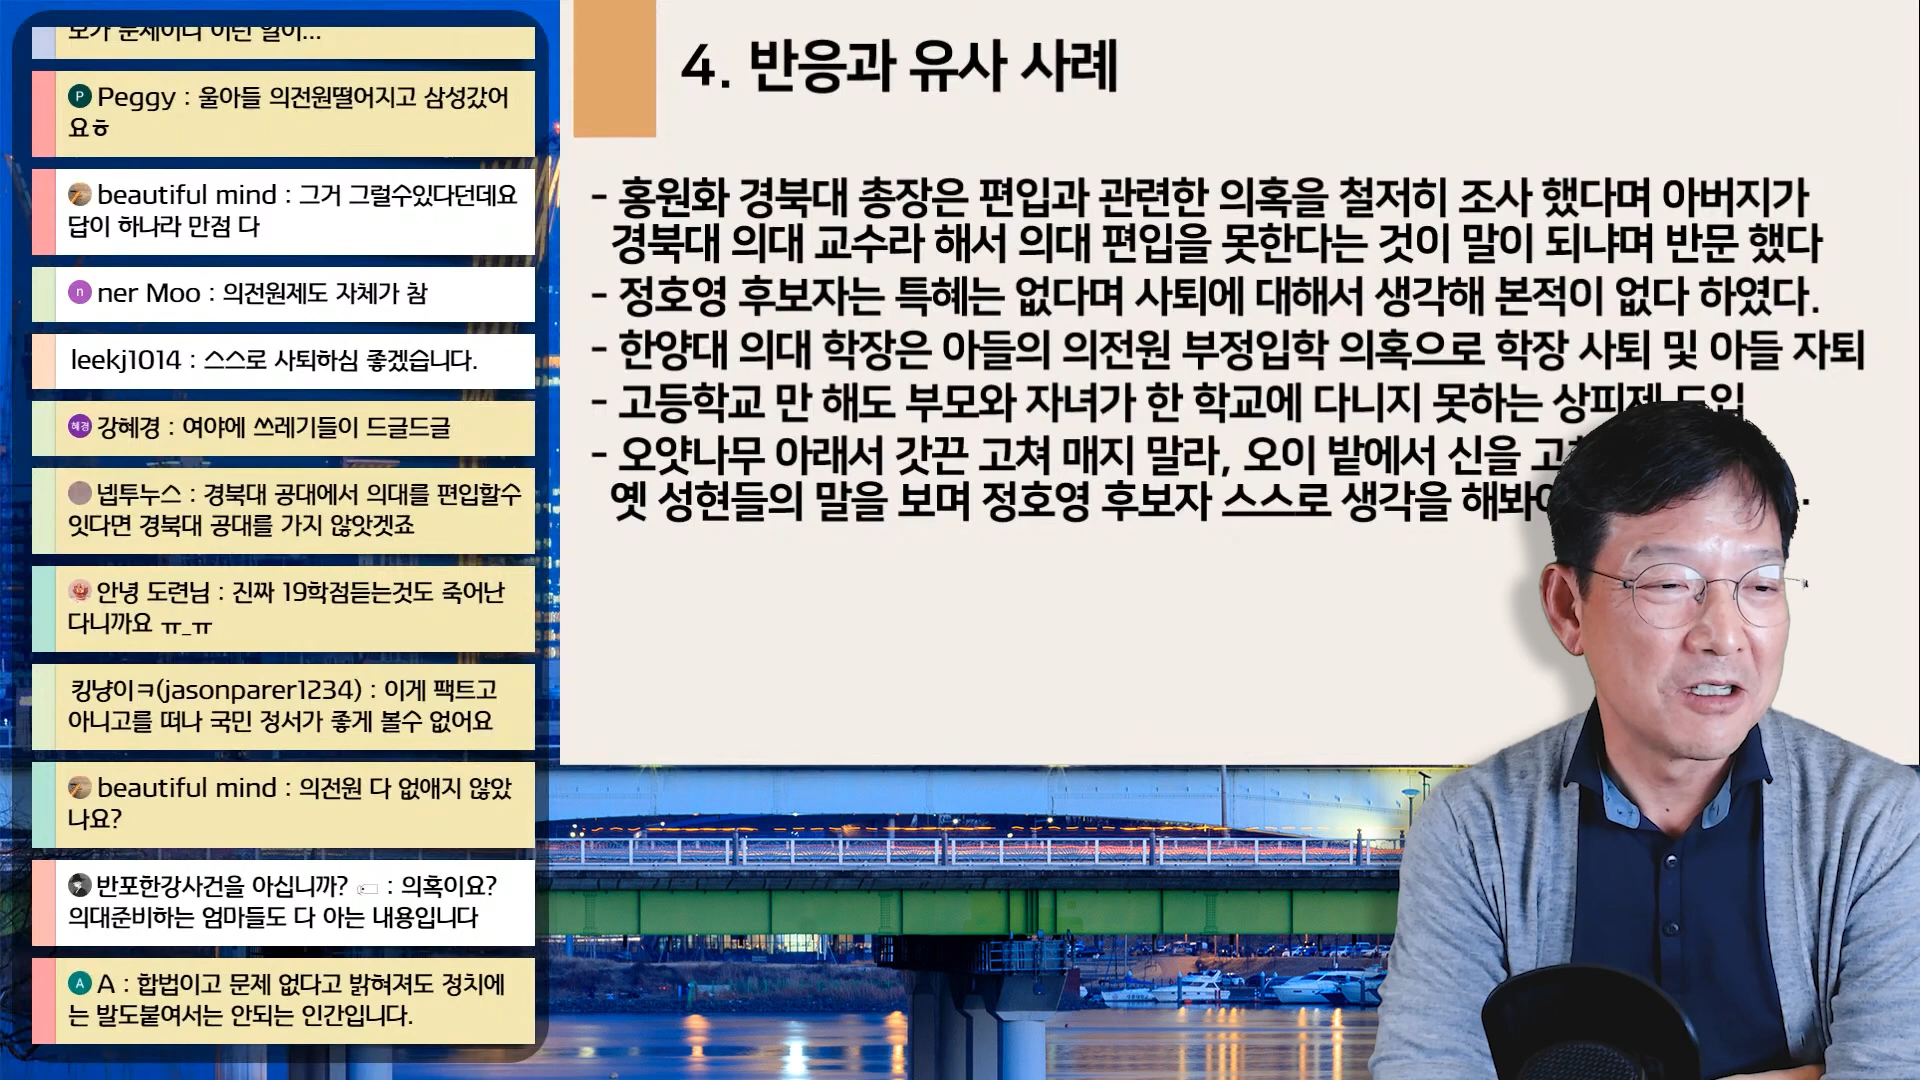 모가 문제이나 이런 일이...
P Peggy : 울아들 의전원떨어지고 삼성갔어
요ㅎ
beautiful mind : 그거 그럴수있다던데요
답이 하나라 만점 다
n ner Moo : 의전원제도 자체가 참
leekj1014 : 스스로 사퇴하심 좋겠습니다.
혜경 강혜경 : 여야에 쓰레기들이 드글드글
넵투누스 : 경북대 공대에서 의대를 편입할수
잇다면 경북대 공대를 가지 않앗겟죠
안녕 도련님 : 진짜 19학점듣는것도 죽어난
다니까요 ㅠ_ㅠ
킹냥이ㅋ(jasonparer1234) : 이게 팩트고
아니고를 떠나 국민 정서가 좋게 볼수 없어요
beautiful mind : 의전원 다 없애지 않았
나요?
반포한강사건을 아십니까? : 의혹이요?
의대준비하는 엄마들도 다 아는 내용입니다
A A : 합법이고 문제 없다고 밝혀져도 정치에
는 발도붙여서는 안되는 인간입니다.
4. 반응과 유사 사례
- 홍원화 경북대 총장은 편입과 관련한 의혹을 철저히 조사 했다며 아버지가
경북대 의대 교수라 해서 의대 편입을 못한다는 것이 말이 되냐며 반문 했다
- 정호영 후보자는 특혜는 없다며 사퇴에 대해서 생각해 본적이 없다 하였다.
- 한양대 의대 학장은 아들의 의전원 부정입학 의혹으로 학장 사퇴 및 아들 자퇴
- 고등학교 만 해도 부모와 자녀가 한 학교에 다니지 못하는 상피제 도입
- 오얏나무 아래서 갓끈 고쳐 매지 말라, 오이 밭에서 신을
옛 성현들의 말을 보며 정호영 후보자 스스로 생각을